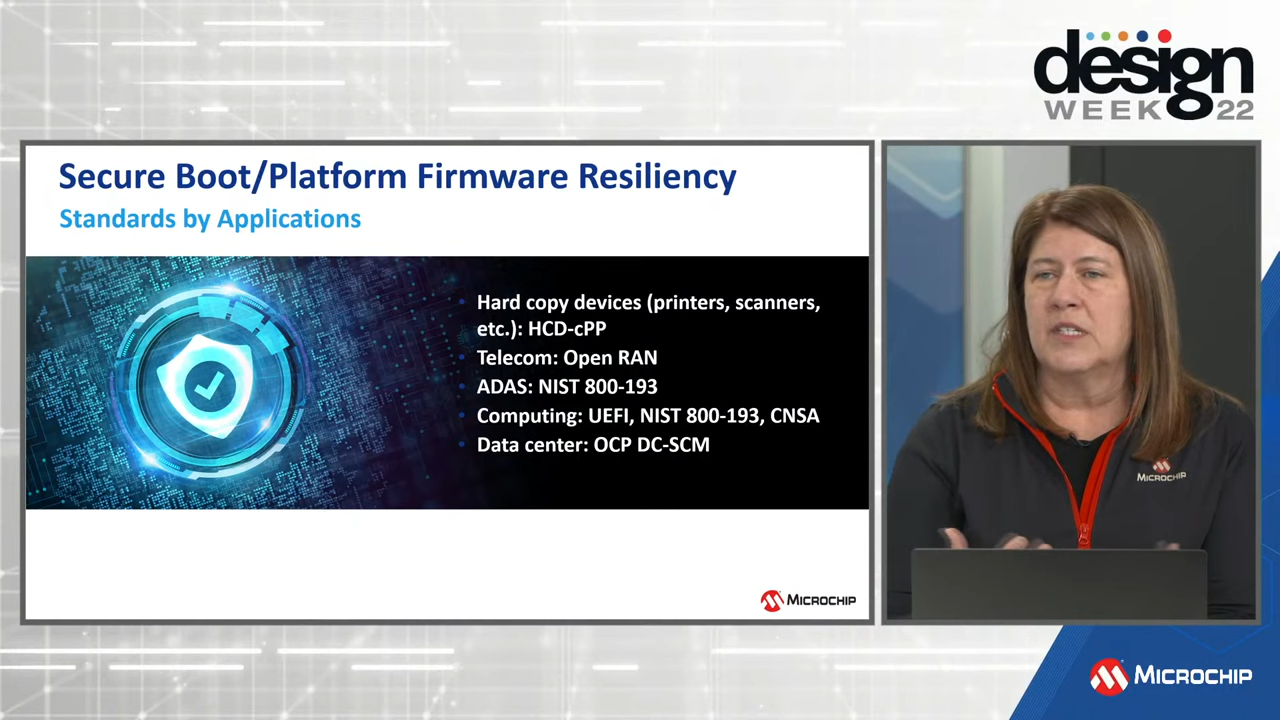 design
WEEK 22
Secure Boot/Platform Firmware Resiliency
Standards by Applications
Hard copy devices (printers, scanners,
etc.): HCD-cPP
Telecom: Open RAN
ADAS: NIST 800-193
Computing: UEFI, NIST 800-193, CNSA
Data center: OCP DC-SCM
MICROCHIP
MICROCHIP
MICROCHIP